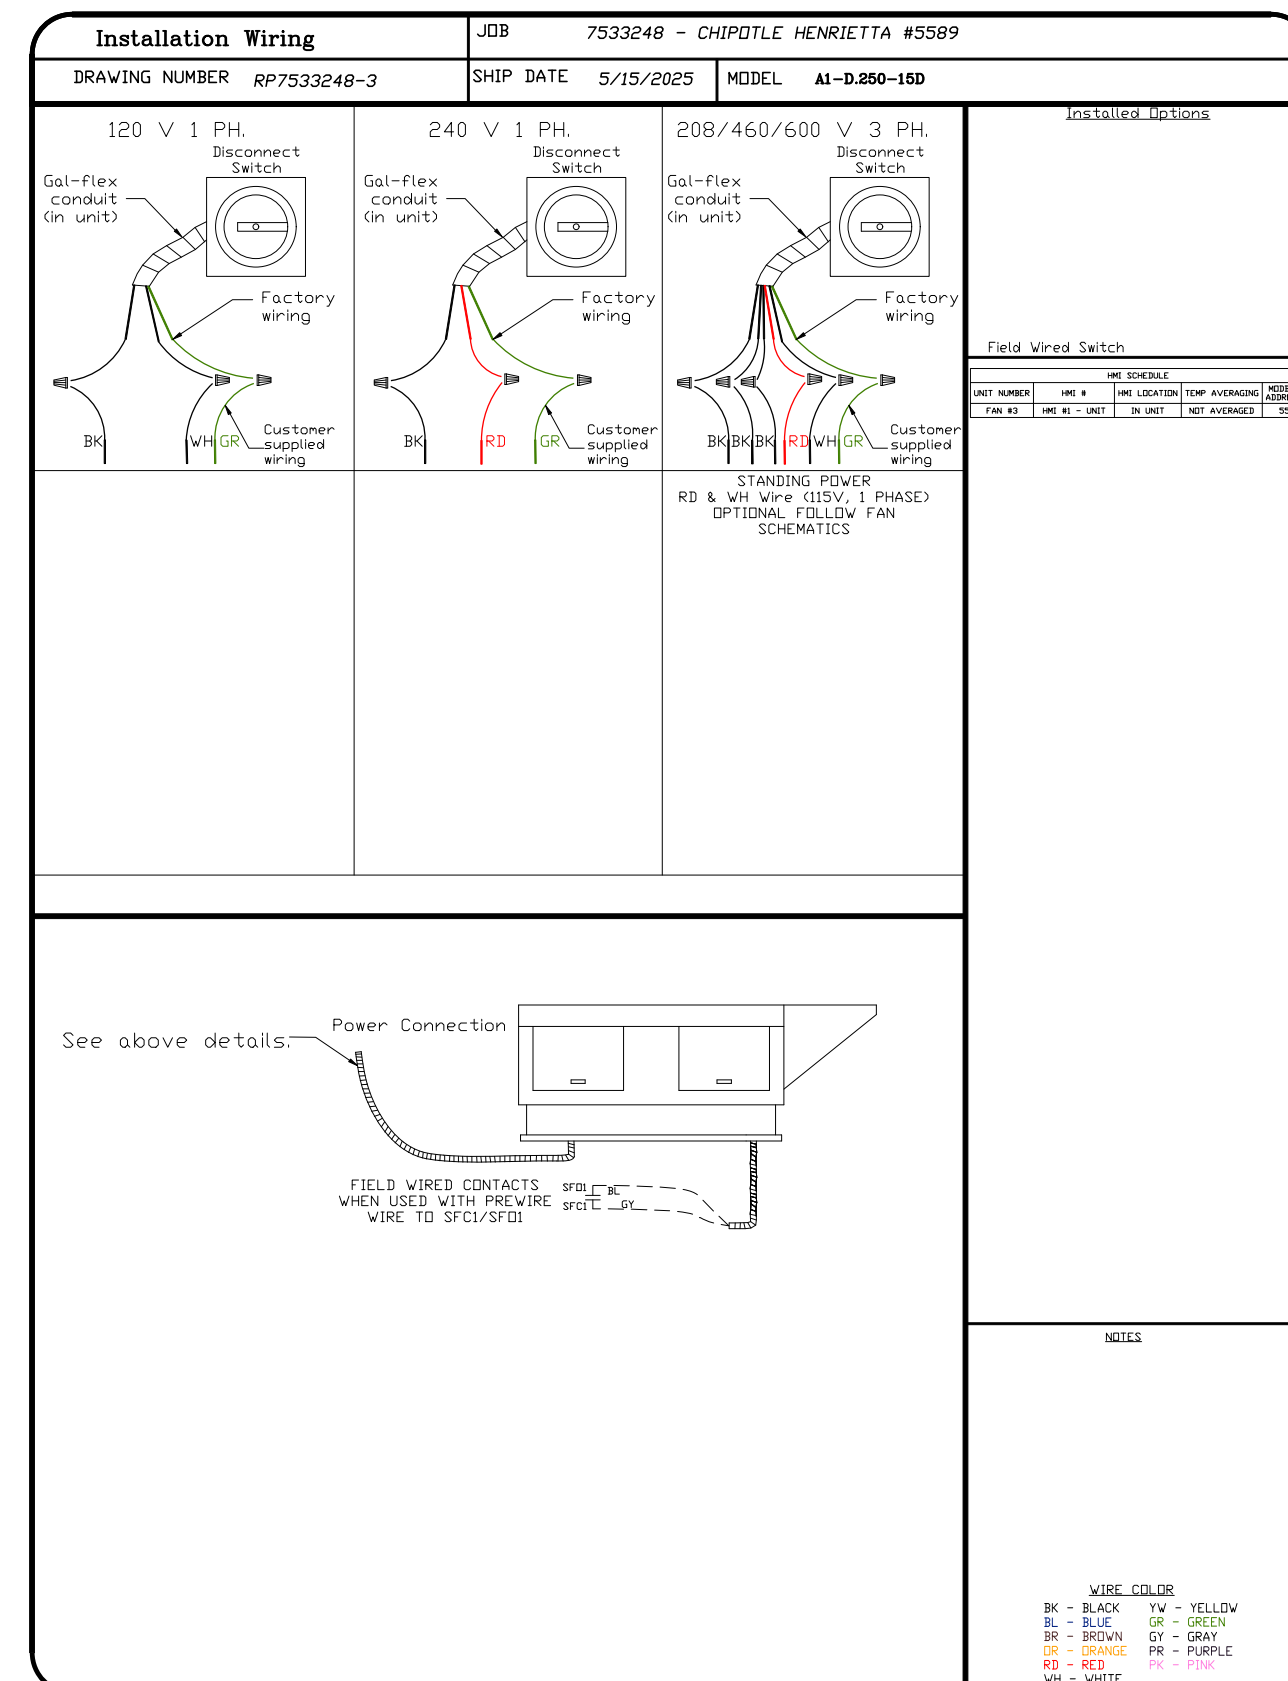 Installation Wiring
JOB 7533248 - CHIPOTLE HENRIETTA #5589
DRAWING NUMBER RP7533248-3
SHIP DATE 5/15/2025
MODEL A1-D.250-15D
120 V 1 PH.
Disconnect
Switch
Gal-flex
conduit
(in unit)
Factory
wiring
BK WH GR
Customer
supplied
wiring
240 V 1 PH.
Disconnect
Switch
Gal-flex
conduit
(in unit)
Factory
wiring
BK RD GR
Customer
supplied
wiring
208/460/600 V 3 PH.
Disconnect
Switch
Gal-flex
conduit
(in unit)
Factory
wiring
BK BK BK RD WH GR
Customer
supplied
wiring
STANDING POWER
RD & WH Wire (115V, 1 PHASE)
OPTIONAL FOLLOW FAN
SCHEMATICS
Installed Options
Field Wired Switch
HMI SCHEDULE
UNIT NUMBER HMI # HMI LOCATION TEMP AVERAGING
FAN #3 HMI #1 - UNIT IN UNIT NOT AVERAGED 55
See above details.
Power Connection
FIELD WIRED CONTACTS
WHEN USED WITH PREWIRE
WIRE TO SFC1/SFO1
SFO1 BL
SFC1 GY
NOTES
WIRE COLOR
BK - BLACK YW - YELLOW
BL - BLUE GR - GREEN
BR - BROWN GY - GRAY
OR - ORANGE PR - PURPLE
RD - RED PK - PINK
WH - WHITE